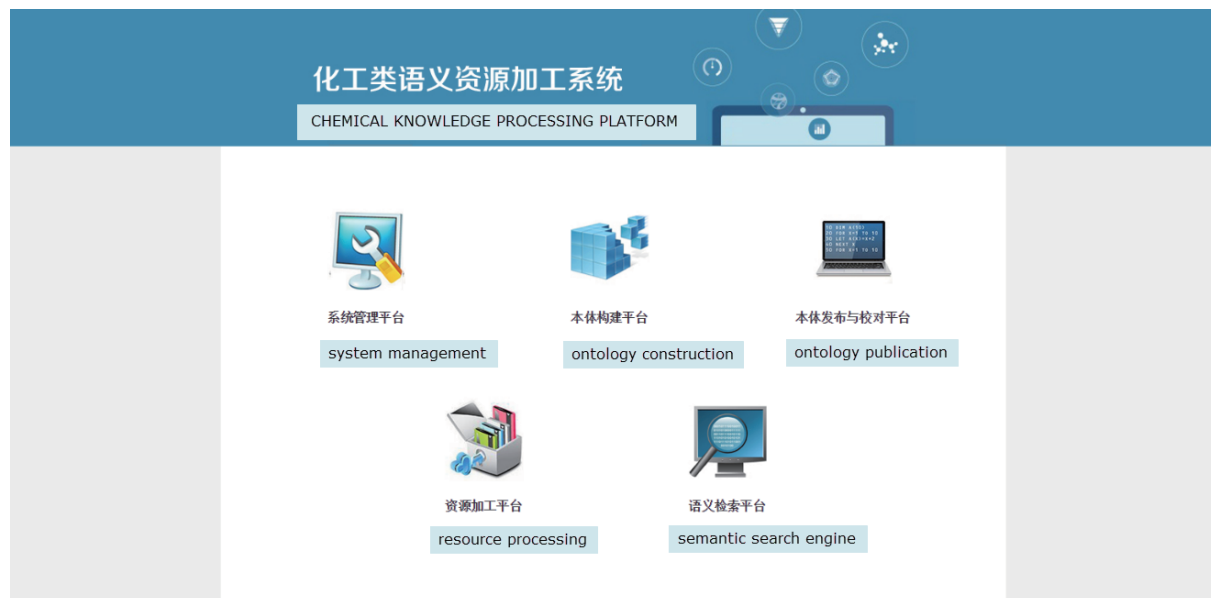 化工类语义资源加工系统
CHEMICAL KNOWLEDGE PROCESSING PLATFORM
系统管理平台
本体构建平台
本体发布与校对平台
system management
ontology construction
ontology publication
资源加工平台
语义检索平台
resource processing
semantic search engine